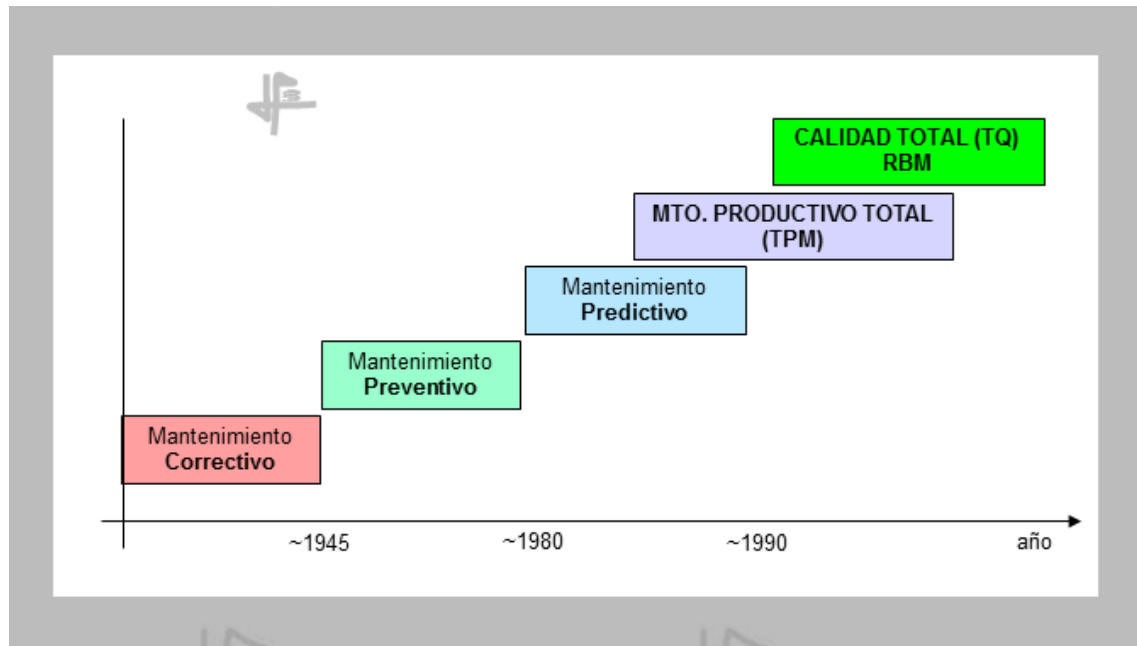 CALIDAD TOTAL (TQ)
RBM
MTO. PRODUCTIVO TOTAL
(TPM)
Mantenimiento
Predictivo
Mantenimiento
Preventivo
Mantenimiento
Correctivo
~1945
~1980
~1990
año